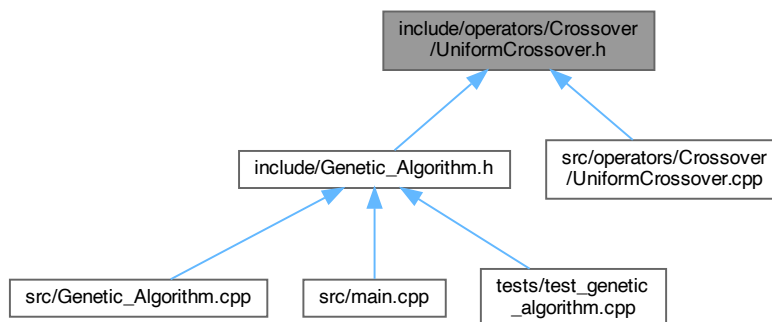 include/operators/Crossover
/UniformCrossover.h
include/Genetic_Algorithm.h
src/operators/Crossover
/UniformCrossover.cpp
src/Genetic_Algorithm.cpp
src/main.cpp
tests/test_genetic
_algorithm.cpp